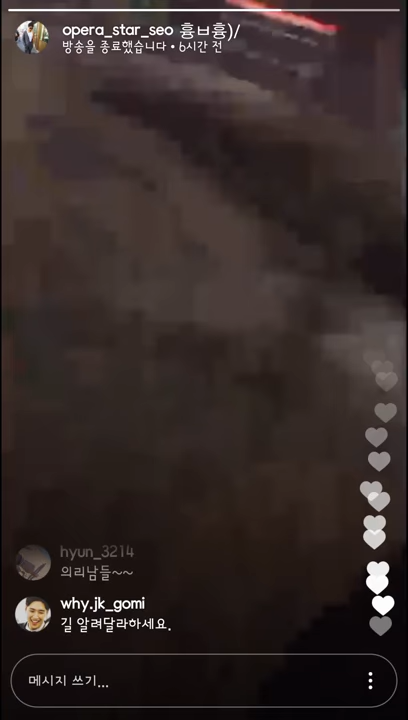 opera_star_seo 흉ㅂ흉)/
방송을 종료했습니다 • 6시간 전
hyun_3214
의리남들~~
why.jk_gomi
길 알려달라하세요.
메시지 쓰기...